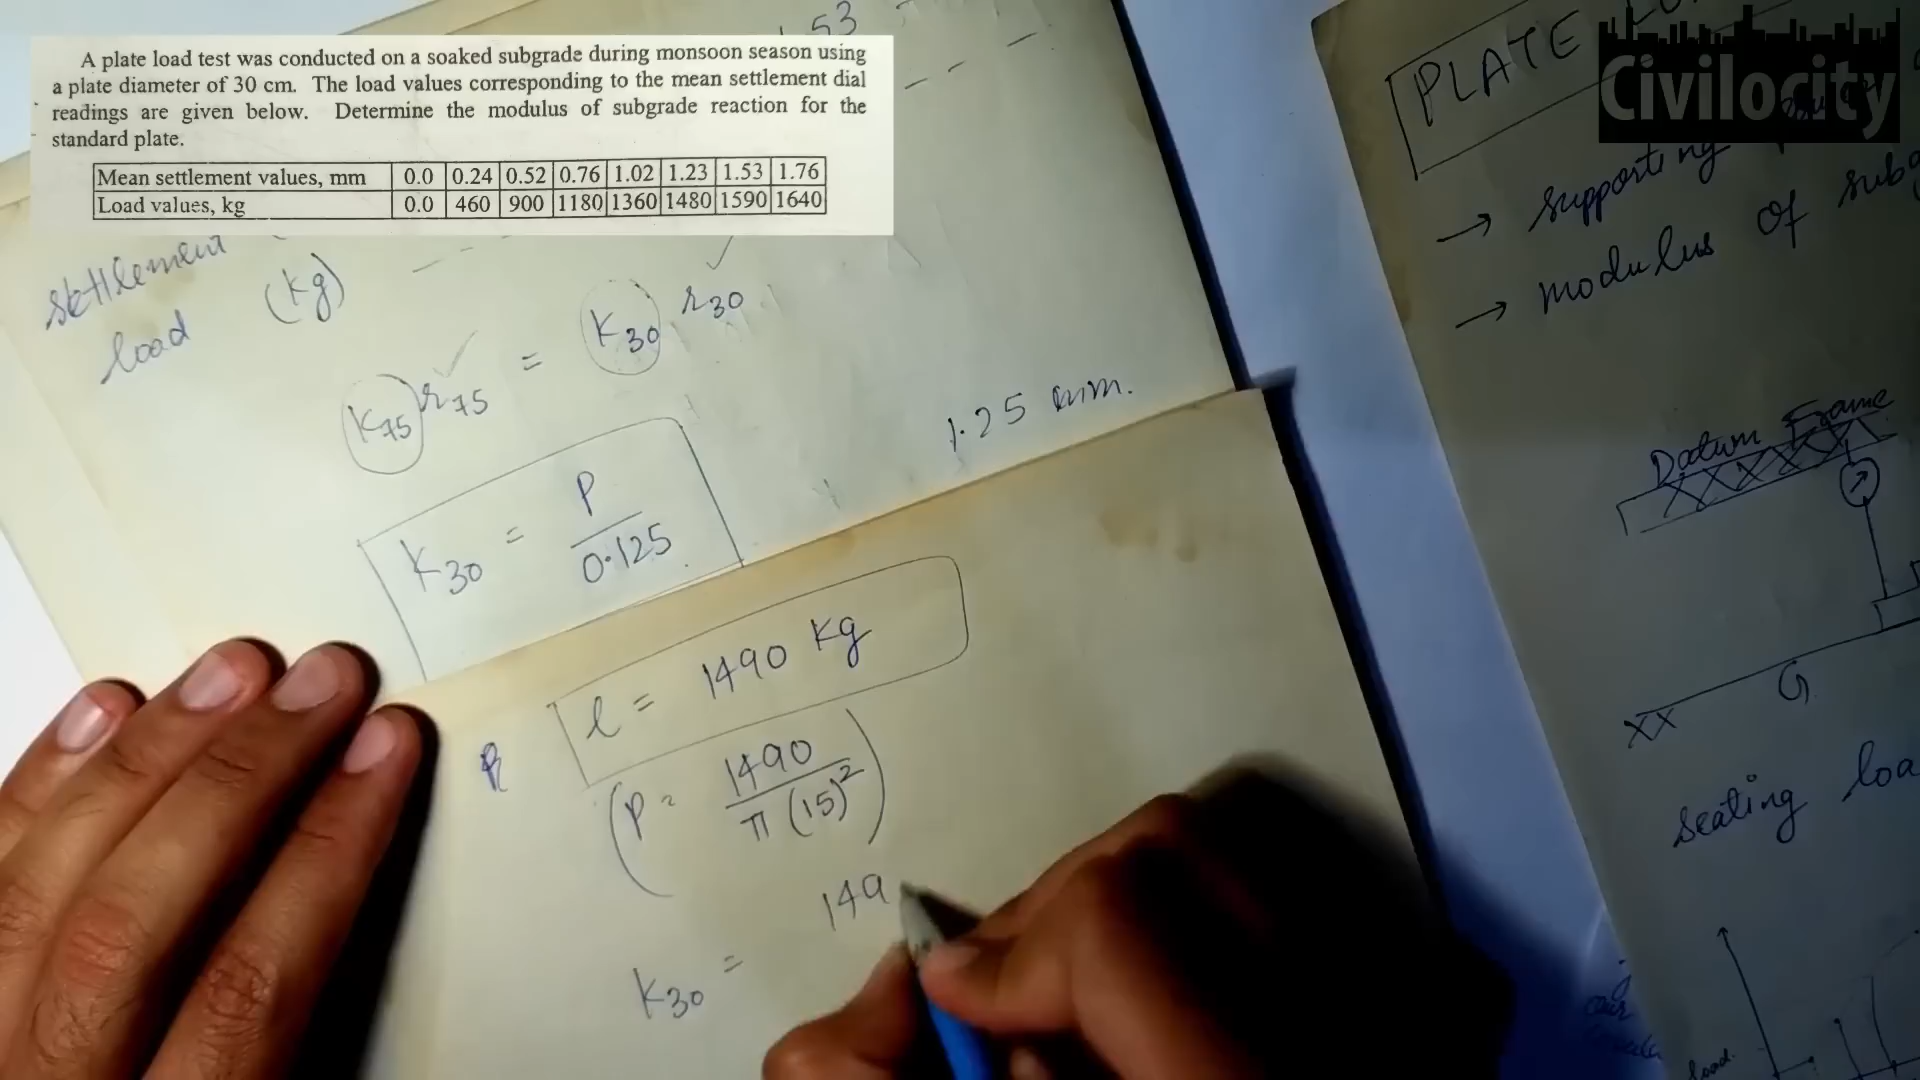 53
A plate load test was conducted on a soaked subgrade during monsoon season using
a plate diameter of 30 cm. The load values corresponding to the mean settlement dial
readings are given below. Determine the modulus of subgrade reaction for the
standard plate.
Mean settlement values, mm 0.0 0.24 0.52 0.76 1.02 1.23 1.53 1.76
Load values, kg 0.0 460 900 1180 1360 1480 1590 1640
settlement
load (kg)
K75 r75 = K30 r30
K30 = P / 0.125
1.25 mm.
l = 1490 kg
P = 1490 / π (15)²
K30 = 149
PLATE
Civilocity
→ supporting
→ modulus of
Datum Frame
seating loa
load.